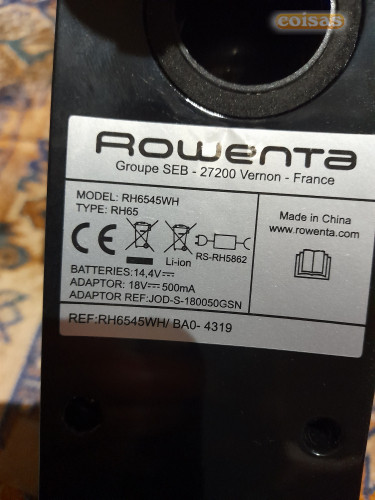 coisas
Rowenta
Groupe SEB - 27200 Vernon - France
MODEL: RH6545WH
TYPE: RH65
Made in China
www.rowenta.com
Li-ion
RS-RH5862
BATTERIES:14,4V⎓
ADAPTOR: 18V⎓ 500mA
ADAPTOR REF:JOD-S-180050GSN
REF:RH6545WH/ BA0- 4319